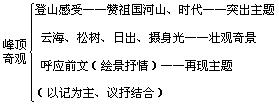 峰顶奇观
登山感受——赞祖国河山、时代——突出主题
云海、松树、日出、摄身光——壮观奇景
呼应前文(绘景抒情)——再现主题
(以记为主、议抒结合)